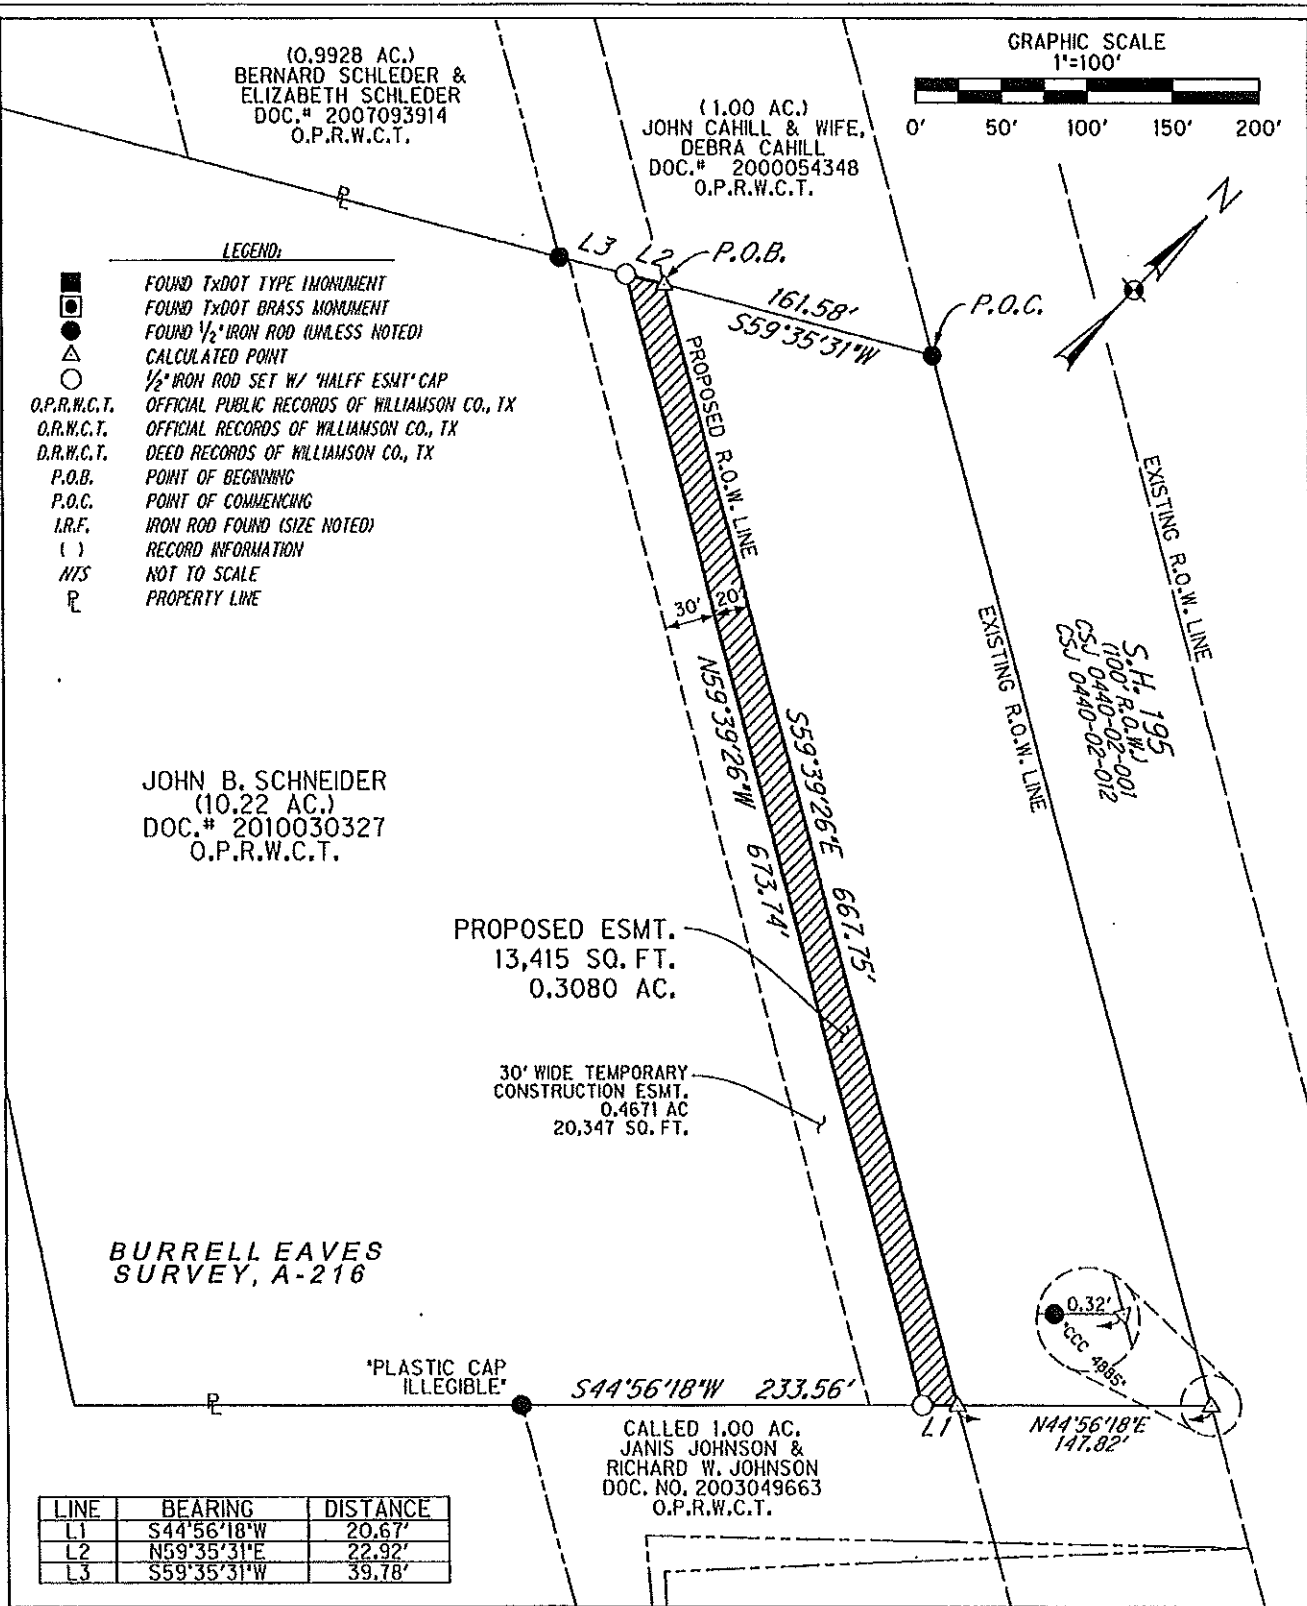 (0.9928 AC.)
BERNARD SCHLEDER &
ELIZABETH SCHLEDER
DOC.# 2007093914
O.P.R.W.C.T.
(1.00 AC.)
JOHN CAHILL & WIFE,
DEBRA CAHILL
DOC.# 2000054348
O.P.R.W.C.T.
GRAPHIC SCALE
1"=100'
0' 50' 100' 150' 200'
N
P̲L
L3
L2
P.O.B.
161.58'
S59°35'31"W
P.O.C.
LEGEND:
FOUND TxDOT TYPE I MONUMENT
FOUND TxDOT BRASS MONUMENT
FOUND 1/2" IRON ROD (UNLESS NOTED)
CALCULATED POINT
1/2" IRON ROD SET W/ "HALFF ESMT" CAP
O.P.R.W.C.T. OFFICIAL PUBLIC RECORDS OF WILLIAMSON CO., TX
O.R.W.C.T. OFFICIAL RECORDS OF WILLIAMSON CO., TX
D.R.W.C.T. DEED RECORDS OF WILLIAMSON CO., TX
P.O.B. POINT OF BEGINNING
P.O.C. POINT OF COMMENCING
I.R.F. IRON ROD FOUND (SIZE NOTED)
( ) RECORD INFORMATION
NTS NOT TO SCALE
PL PROPERTY LINE
PROPOSED R.O.W. LINE
EXISTING R.O.W. LINE
EXISTING R.O.W. LINE
S.H. 195
(100' R.O.W.)
CSJ 0440-02-001
CSJ 0440-02-012
30'
20'
N59°39'26"W 673.74'
S59°39'26"E 667.75'
JOHN B. SCHNEIDER
(10.22 AC.)
DOC.# 2010030327
O.P.R.W.C.T.
PROPOSED ESMT.
13,415 SQ. FT.
0.3080 AC.
30' WIDE TEMPORARY
CONSTRUCTION ESMT.
0.4671 AC
20,347 SQ. FT.
BURRELL EAVES
SURVEY, A-216
0.32'
"CCC 4885"
"PLASTIC CAP
ILLEGIBLE"
PL
S44°56'18"W 233.56'
L1
N44°56'18"E
147.82'
CALLED 1.00 AC.
JANIS JOHNSON &
RICHARD W. JOHNSON
DOC. NO. 2003049663
O.P.R.W.C.T.
LINE BEARING DISTANCE
L1 S44°56'18"W 20.67'
L2 N59°35'31"E 22.92'
L3 S59°35'31"W 39.78'